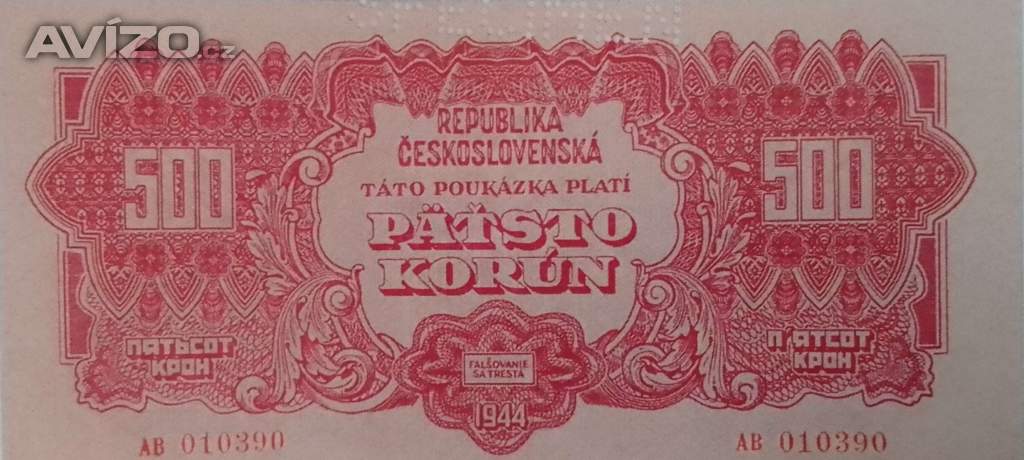 AVÍZO.cz
REPUBLIKA
ČESKOSLOVENSKÁ
TÁTO POUKÁZKA PLATÍ
500
PÄŤSTO
KORÚN
500
ПЯТЬСОТ
КРОН
П'ЯТСОТ
КРОН
FALŠOVANIE
SA TRESTÁ
1944
AB 010390
AB 010390